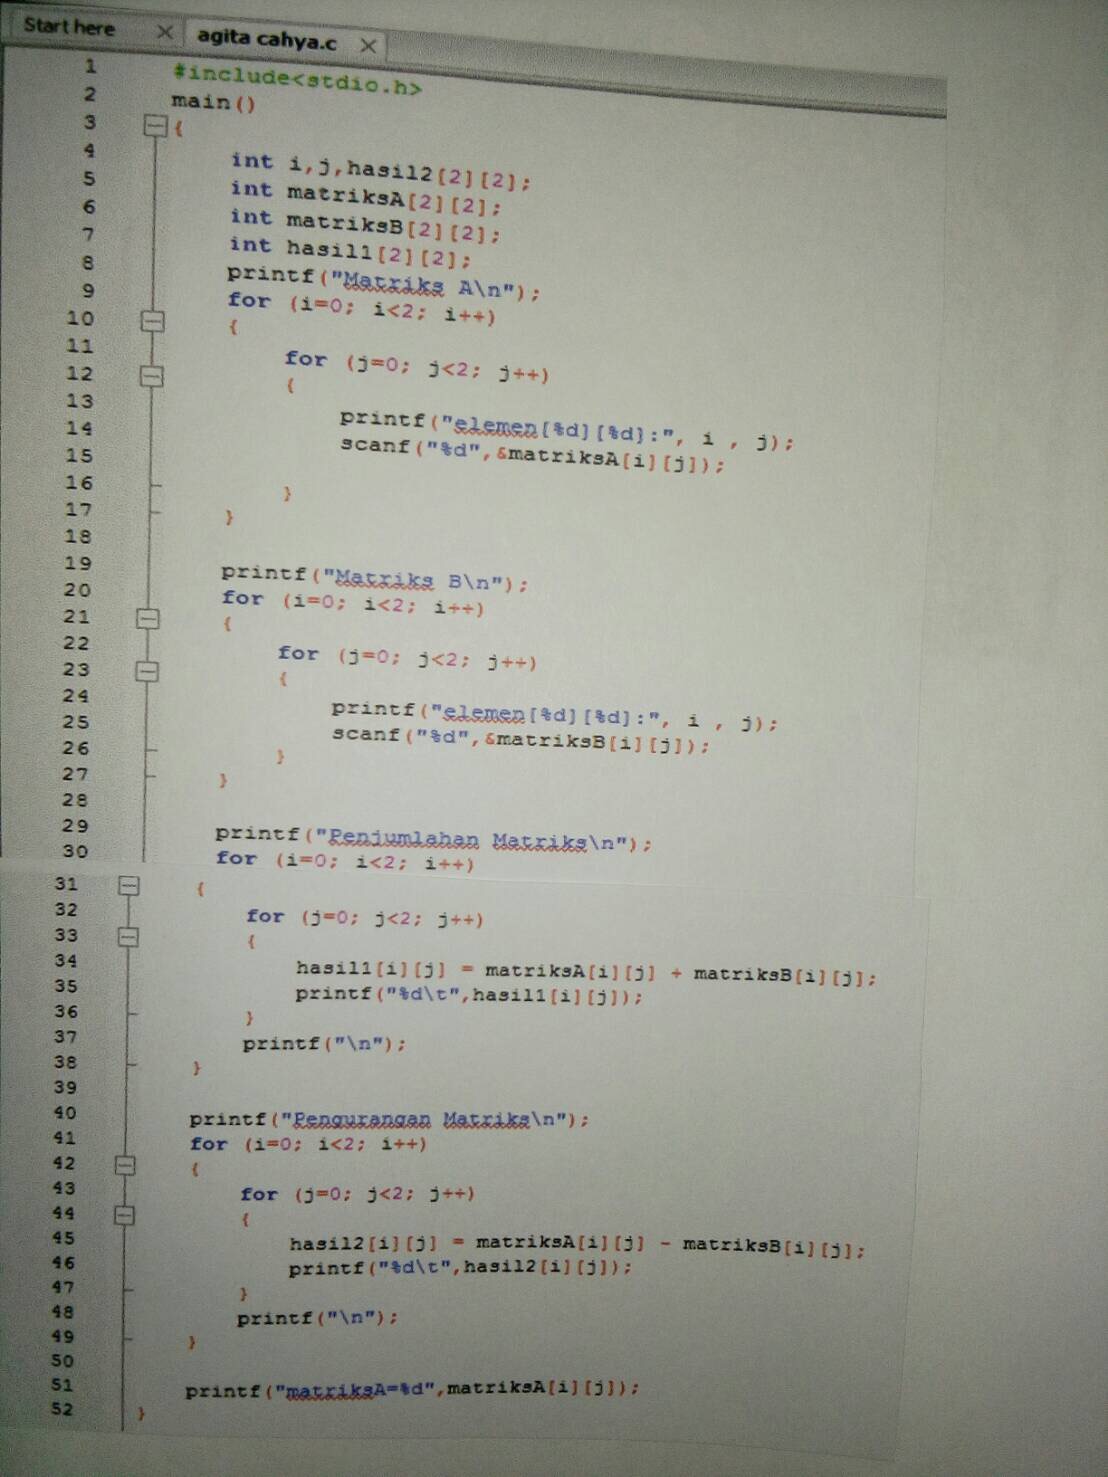 Start here agita cahya.c
1 #include<stdio.h>
2 main()
3 {
4 int i,j,hasil2[2][2];
5 int matriksA[2][2];
6 int matriksB[2][2];
7 int hasil1[2][2];
8 printf("Matriks A\n");
9 for (i=0; i<2; i++)
10 {
11 for (j=0; j<2; j++)
12 {
13 printf("elemen[%d][%d]:", i , j);
14 scanf("%d",&matriksA[i][j]);
15
16 }
17 }
18
19 printf("Matriks B\n");
20 for (i=0; i<2; i++)
21 {
22 for (j=0; j<2; j++)
23 {
24 printf("elemen[%d][%d]:", i , j);
25 scanf("%d",&matriksB[i][j]);
26 }
27 }
28
29 printf("Penjumlahan Matriks\n");
30 for (i=0; i<2; i++)
31 {
32 for (j=0; j<2; j++)
33 {
34 hasil1[i][j] = matriksA[i][j] + matriksB[i][j];
35 printf("%d\t",hasil1[i][j]);
36 }
37 printf("\n");
38 }
39
40 printf("Pengurangan Matriks\n");
41 for (i=0; i<2; i++)
42 {
43 for (j=0; j<2; j++)
44 {
45 hasil2[i][j] = matriksA[i][j] - matriksB[i][j];
46 printf("%d\t",hasil2[i][j]);
47 }
48 printf("\n");
49 }
50
51 printf("matriksA=%d",matriksA[i][j]);
52 }